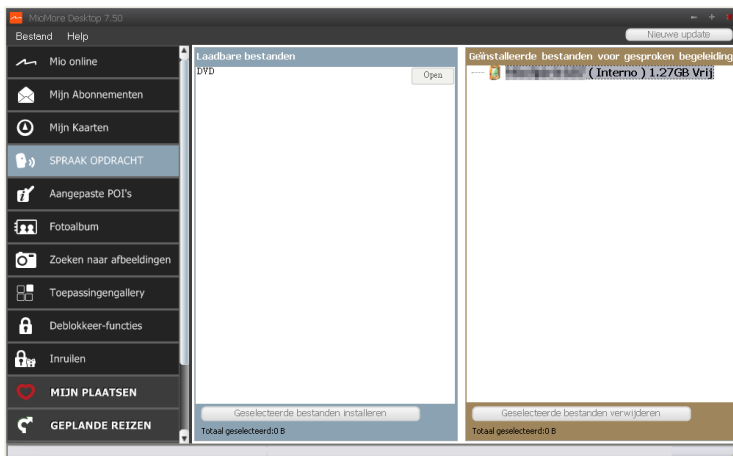 MioMore Desktop 7.50
Bestand Help
Nieuwe update
Mio online
Mijn Abonnementen
Mijn Kaarten
SPRAAK OPDRACHT
Aangepaste POI's
Fotoalbum
Zoeken naar afbeeldingen
Toepassingengallery
Deblokkeer-functies
Inruilen
MIJN PLAATSEN
GEPLANDE REIZEN
Laadbare bestanden
DVD
Open
Geselecteerde bestanden installeren
Totaal geselecteerd:0 B
Geïnstalleerde bestanden voor gesproken begeleiding
( Interno ) 1.27GB Vrij
Geselecteerde bestanden verwijderen
Totaal geselecteerd:0 B